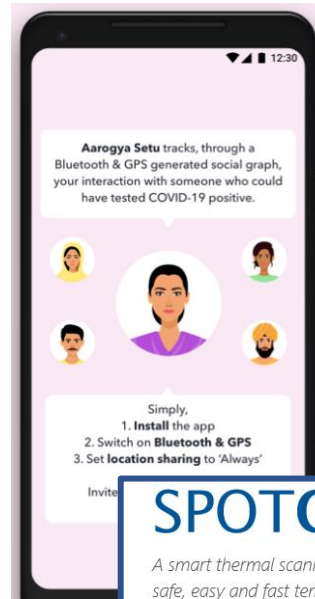 12:30
Aarogya Setu tracks, through a
Bluetooth & GPS generated social graph,
your interaction with someone who could
have tested COVID-19 positive.
Simply,
1. Install the app
2. Switch on Bluetooth & GPS
3. Set location sharing to 'Always'
Invite
SPOT
A smart thermal
safe, easy and fast